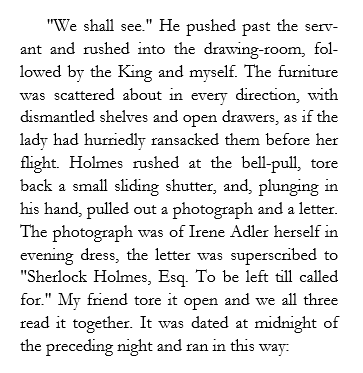 "We shall see." He pushed past the serv-
ant and rushed into the drawing-room, fol-
lowed by the King and myself. The furniture
was scattered about in every direction, with
dismantled shelves and open drawers, as if the
lady had hurriedly ransacked them before her
flight. Holmes rushed at the bell-pull, tore
back a small sliding shutter, and, plunging in
his hand, pulled out a photograph and a letter.
The photograph was of Irene Adler herself in
evening dress, the letter was superscribed to
"Sherlock Holmes, Esq. To be left till called
for." My friend tore it open and we all three
read it together. It was dated at midnight of
the preceding night and ran in this way: